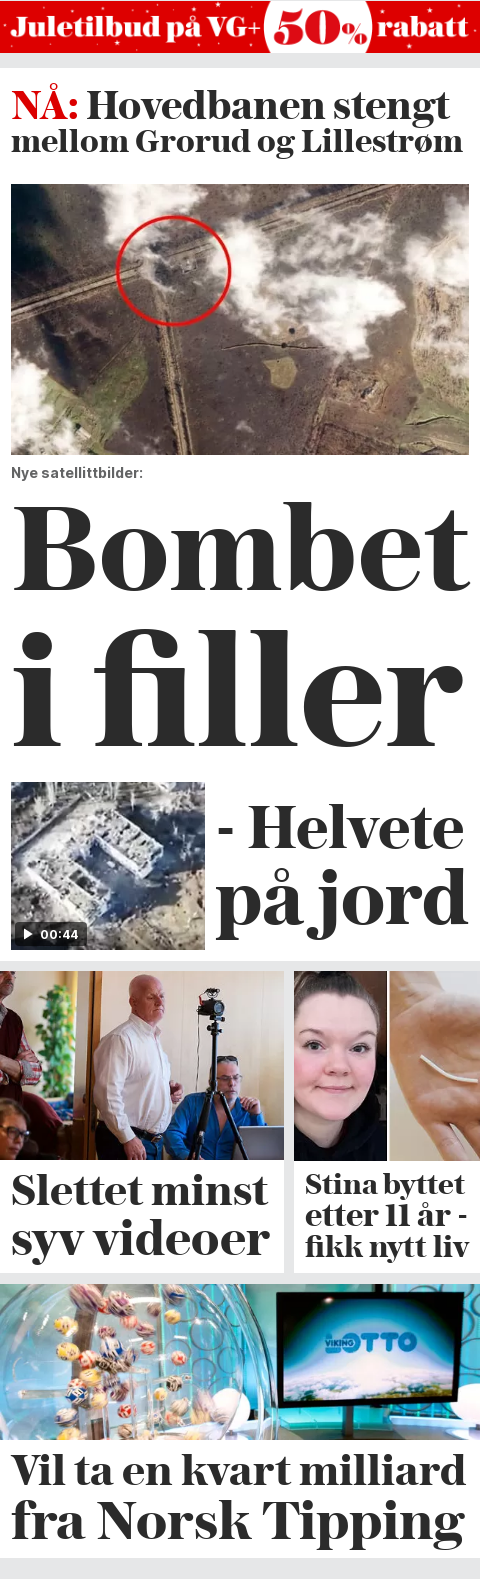 Juletilbud på VG+ 50% rabatt
NÅ: Hovedbanen stengt
mellom Grorud og Lillestrøm
Nye satellittbilder:
Bombet
i filler
00:44
- Helvete
på jord
Slettet minst
syv videoer
Stina byttet
etter 11 år -
fikk nytt liv
VIKING
LOTTO
Vil ta en kvart milliard
fra Norsk Tipping